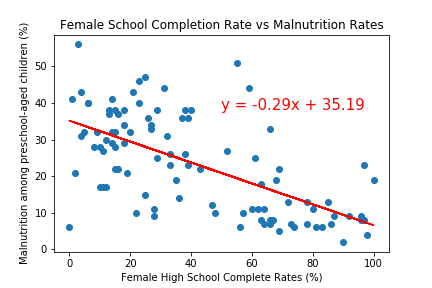 Female School Completion Rate vs Malnutrition Rates
Malnutrition among preschool-aged children (%)
50
40
30
20
10
0
y = -0.29x + 35.19
0 20 40 60 80 100
Female High School Complete Rates (%)